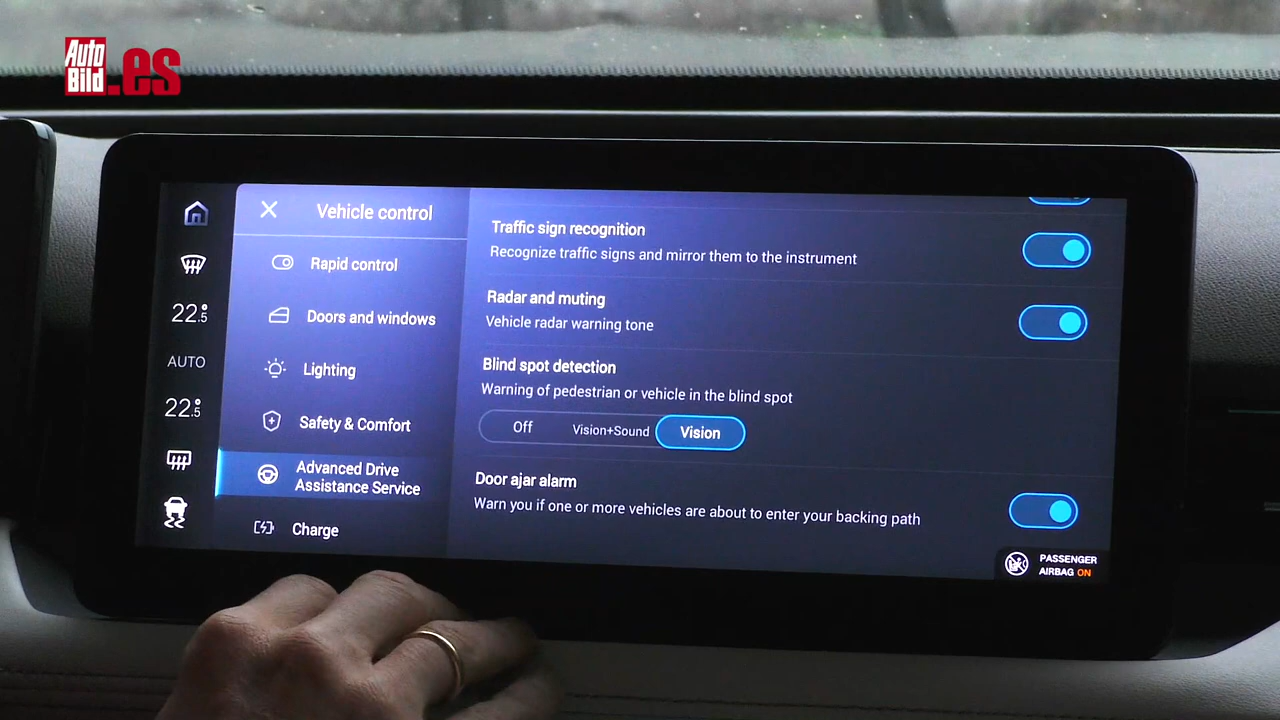 Auto
Bild
.es
Vehicle control
Rapid control
Doors and windows
Lighting
Safety & Comfort
Advanced Drive
Assistance Service
Charge
22.5
AUTO
22.5
Traffic sign recognition
Recognize traffic signs and mirror them to the instrument
Radar and muting
Vehicle radar warning tone
Blind spot detection
Warning of pedestrian or vehicle in the blind spot
Off Vision+Sound Vision
Door ajar alarm
Warn you if one or more vehicles are about to enter your backing path
PASSENGER
AIRBAG ON